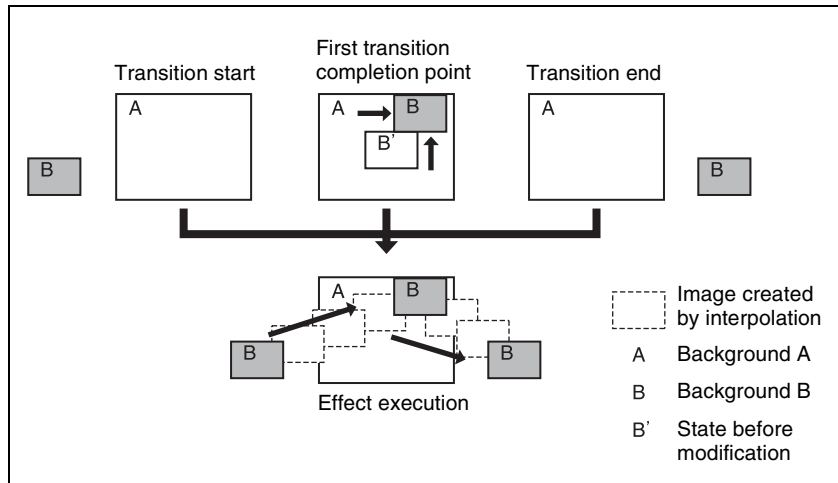 Transition start
First transition
completion point
Transition end
A
B
A
B
B'
A
B
A
B
B
B
Effect execution
Image created
by interpolation
A Background A
B Background B
B' State before
modification